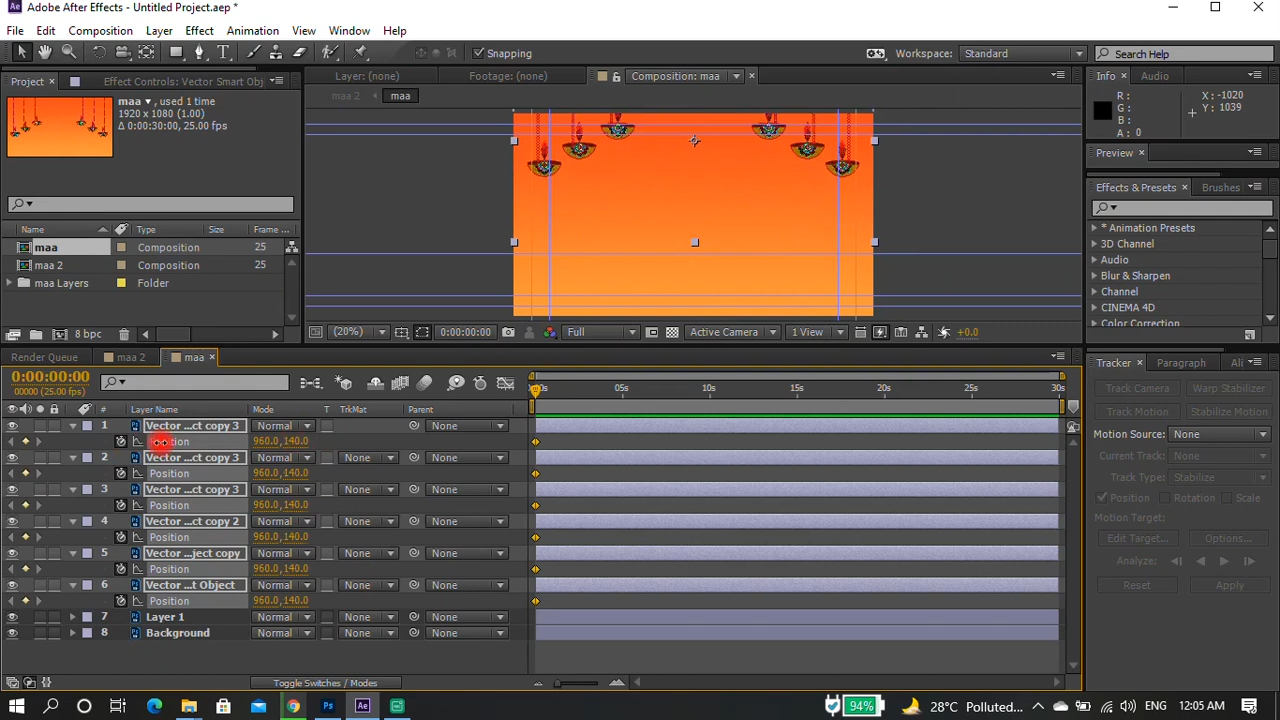 Adobe After Effects - Untitled Project.aep *
File Edit Composition Layer Effect Animation View Window Help
Snapping
Workspace: Standard
Search Help
Project
Effect Controls: Vector Smart Obj
Layer: (none)
Footage: (none)
Composition: maa
Info
Audio
maa
, used 1 time
1920 x 1080 (1.00)
Δ 0:00:30:00, 25.00 fps
maa 2
maa
R :
G :
B :
A : 0
X : -1020
Y : 1039
Preview
Effects & Presets
Brushes
* Animation Presets
3D Channel
Audio
Blur & Sharpen
Channel
CINEMA 4D
Color Correction
Name
Type
Size
Frame ...
maa Composition 25
maa 2 Composition 25
maa Layers Folder
8 bpc
(20%)
0:00:00:00
Full
Active Camera
1 View
+0.0
Render Queue
maa 2
maa
0:00:00:00
00000 (25.00 fps)
05s
10s
15s
20s
25s
30s
# Layer Name Mode T TrkMat Parent
1 Vector ...ct copy 3 Normal None
Position 960.0,140.0
2 Vector ...ct copy 3 Normal None None
Position 960.0,140.0
3 Vector ...ct copy 3 Normal None None
Position 960.0,140.0
4 Vector ...ct copy 2 Normal None None
Position 960.0,140.0
5 Vector ...ject copy Normal None None
Position 960.0,140.0
6 Vector ...t Object Normal None None
Position 960.0,140.0
7 Layer 1 Normal None None
8 Background Normal None None
Toggle Switches / Modes
Tracker
Paragraph
Ali
Track Camera
Warp Stabilizer
Track Motion
Stabilize Motion
Motion Source: None
Current Track: None
Track Type: Stabilize
Position Rotation Scale
Motion Target:
Edit Target...
Options...
Analyze:
Reset
Apply
94%
28°C Polluted...
ENG
12:05 AM